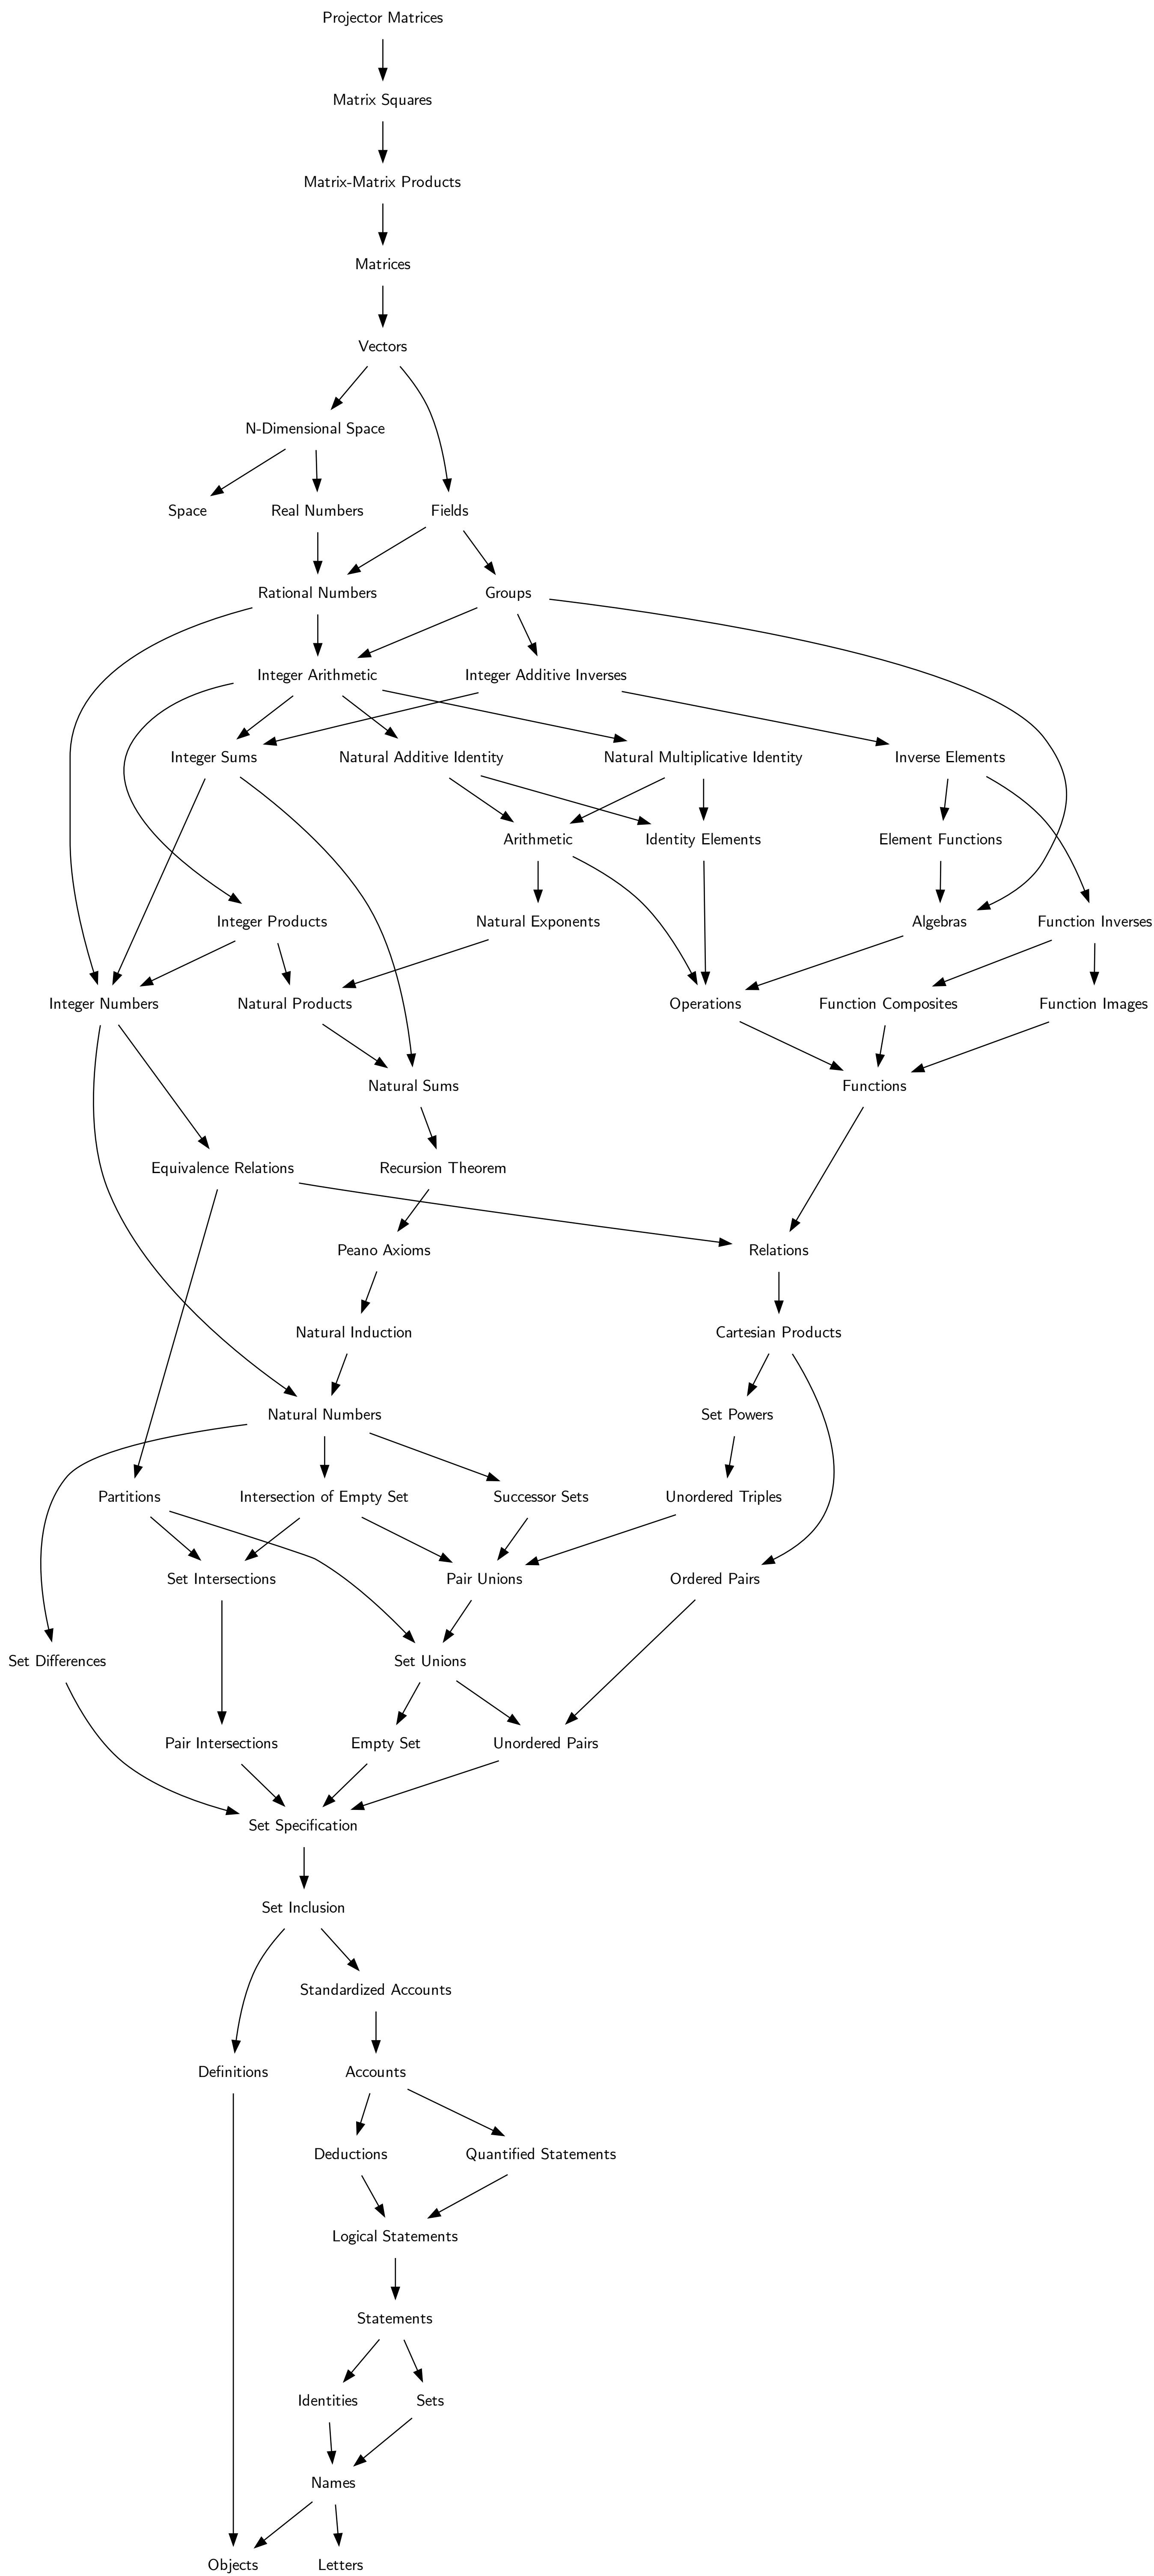 Projector Matrices
Matrix Squares
Matrix-Matrix Products
Matrices
Vectors
N-Dimensional Space
Space
Real Numbers
Fields
Rational Numbers
Groups
Integer Arithmetic
Integer Additive Inverses
Integer Sums
Natural Additive Identity
Natural Multiplicative Identity
Inverse Elements
Arithmetic
Identity Elements
Element Functions
Integer Products
Natural Exponents
Algebras
Function Inverses
Integer Numbers
Natural Products
Operations
Function Composites
Function Images
Natural Sums
Functions
Equivalence Relations
Recursion Theorem
Peano Axioms
Relations
Natural Induction
Cartesian Products
Natural Numbers
Set Powers
Partitions
Intersection of Empty Set
Successor Sets
Unordered Triples
Set Intersections
Pair Unions
Ordered Pairs
Set Differences
Set Unions
Pair Intersections
Empty Set
Unordered Pairs
Set Specification
Set Inclusion
Standardized Accounts
Definitions
Accounts
Deductions
Quantified Statements
Logical Statements
Statements
Identities
Sets
Names
Objects
Letters